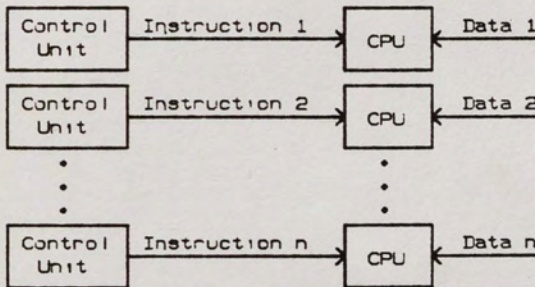 Control Unit Instruction 1 CPU Data 1
Control Unit Instruction 2 CPU Data 2
Control Unit Instruction n CPU Data n